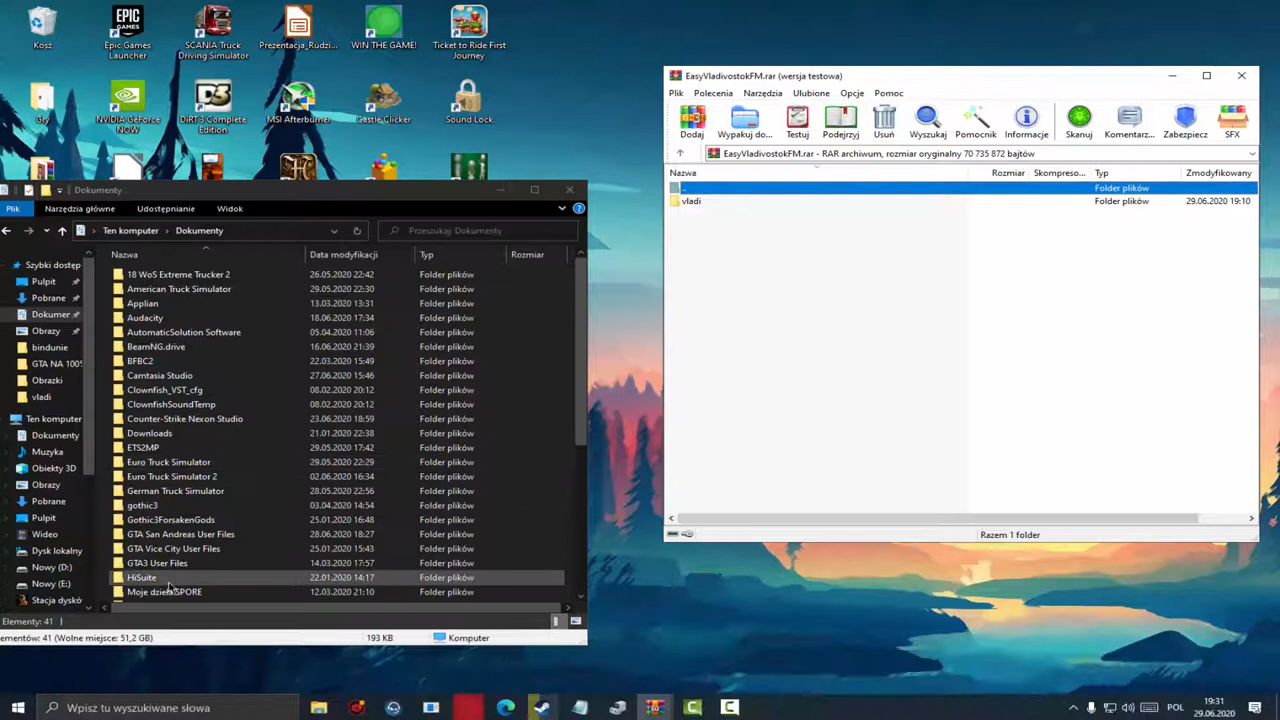 Kosz
Epic Games
Launcher
SCANIA Truck
Driving Simulator
Prezentacja_Rudzi...
WIN THE GAME!
Ticket to Ride First
Journey
Gry
NVIDIA GeForce
NOW
DiRT 3 Complete
Edition
MSI Afterburner
Castle Clicker
Sound Lock
EasyVladivostokFM.rar (wersja testowa)
Plik Polecenia Narzędzia Ulubione Opcje Pomoc
Dodaj Wypakuj do... Testuj Podejrzyj Usuń Wyszukaj Pomocnik Informacje Skanuj Komentarz... Zabezpiecz SFX
EasyVladivostokFM.rar - RAR archiwum, rozmiar oryginalny 70 735 872 bajtów
Nazwa Rozmiar Skompreso... Typ Zmodyfikowany
.. Folder plików
vladi Folder plików 29.06.2020 19:10
Razem 1 folder
Dokumenty
Plik Narzędzia główne Udostępnianie Widok
Ten komputer Dokumenty Przeszukaj: Dokumenty
Nazwa Data modyfikacji Typ Rozmiar
Szybki dostęp
Pulpit
Pobrane
Dokumer
Obrazy
bindunie
GTA NA 100%
Obrazki
vladi
Ten komputer
Dokumenty
Muzyka
Obiekty 3D
Obrazy
Pobrane
Pulpit
Wideo
Dysk lokalny
Nowy (D:)
Nowy (E:)
Stacja dyskó
18 WoS Extreme Trucker 2 26.05.2020 22:42 Folder plików
American Truck Simulator 29.05.2020 22:30 Folder plików
Applian 13.03.2020 13:31 Folder plików
Audacity 18.06.2020 17:34 Folder plików
AutomaticSolution Software 05.04.2020 11:06 Folder plików
BeamNG.drive 16.06.2020 21:39 Folder plików
BFBC2 22.03.2020 15:49 Folder plików
Camtasia Studio 27.06.2020 15:46 Folder plików
Clownfish_VST_cfg 08.02.2020 20:12 Folder plików
ClownfishSoundTemp 08.02.2020 20:12 Folder plików
Counter-Strike Nexon Studio 23.06.2020 18:59 Folder plików
Downloads 21.01.2020 22:38 Folder plików
ETS2MP 29.05.2020 17:42 Folder plików
Euro Truck Simulator 29.05.2020 22:29 Folder plików
Euro Truck Simulator 2 02.06.2020 16:34 Folder plików
German Truck Simulator 28.05.2020 22:56 Folder plików
gothic3 03.04.2020 14:54 Folder plików
Gothic3ForsakenGods 25.01.2020 16:48 Folder plików
GTA San Andreas User Files 28.06.2020 18:27 Folder plików
GTA Vice City User Files 25.01.2020 15:43 Folder plików
GTA3 User Files 14.03.2020 17:57 Folder plików
HiSuite 22.01.2020 14:17 Folder plików
Moje dzieła SPORE 12.03.2020 21:10 Folder plików
Elementy: 41
ementów: 41 (Wolne miejsce: 51,2 GB) 193 KB Komputer
Wpisz tu wyszukiwane słowa
POL
19:31
29.06.2020